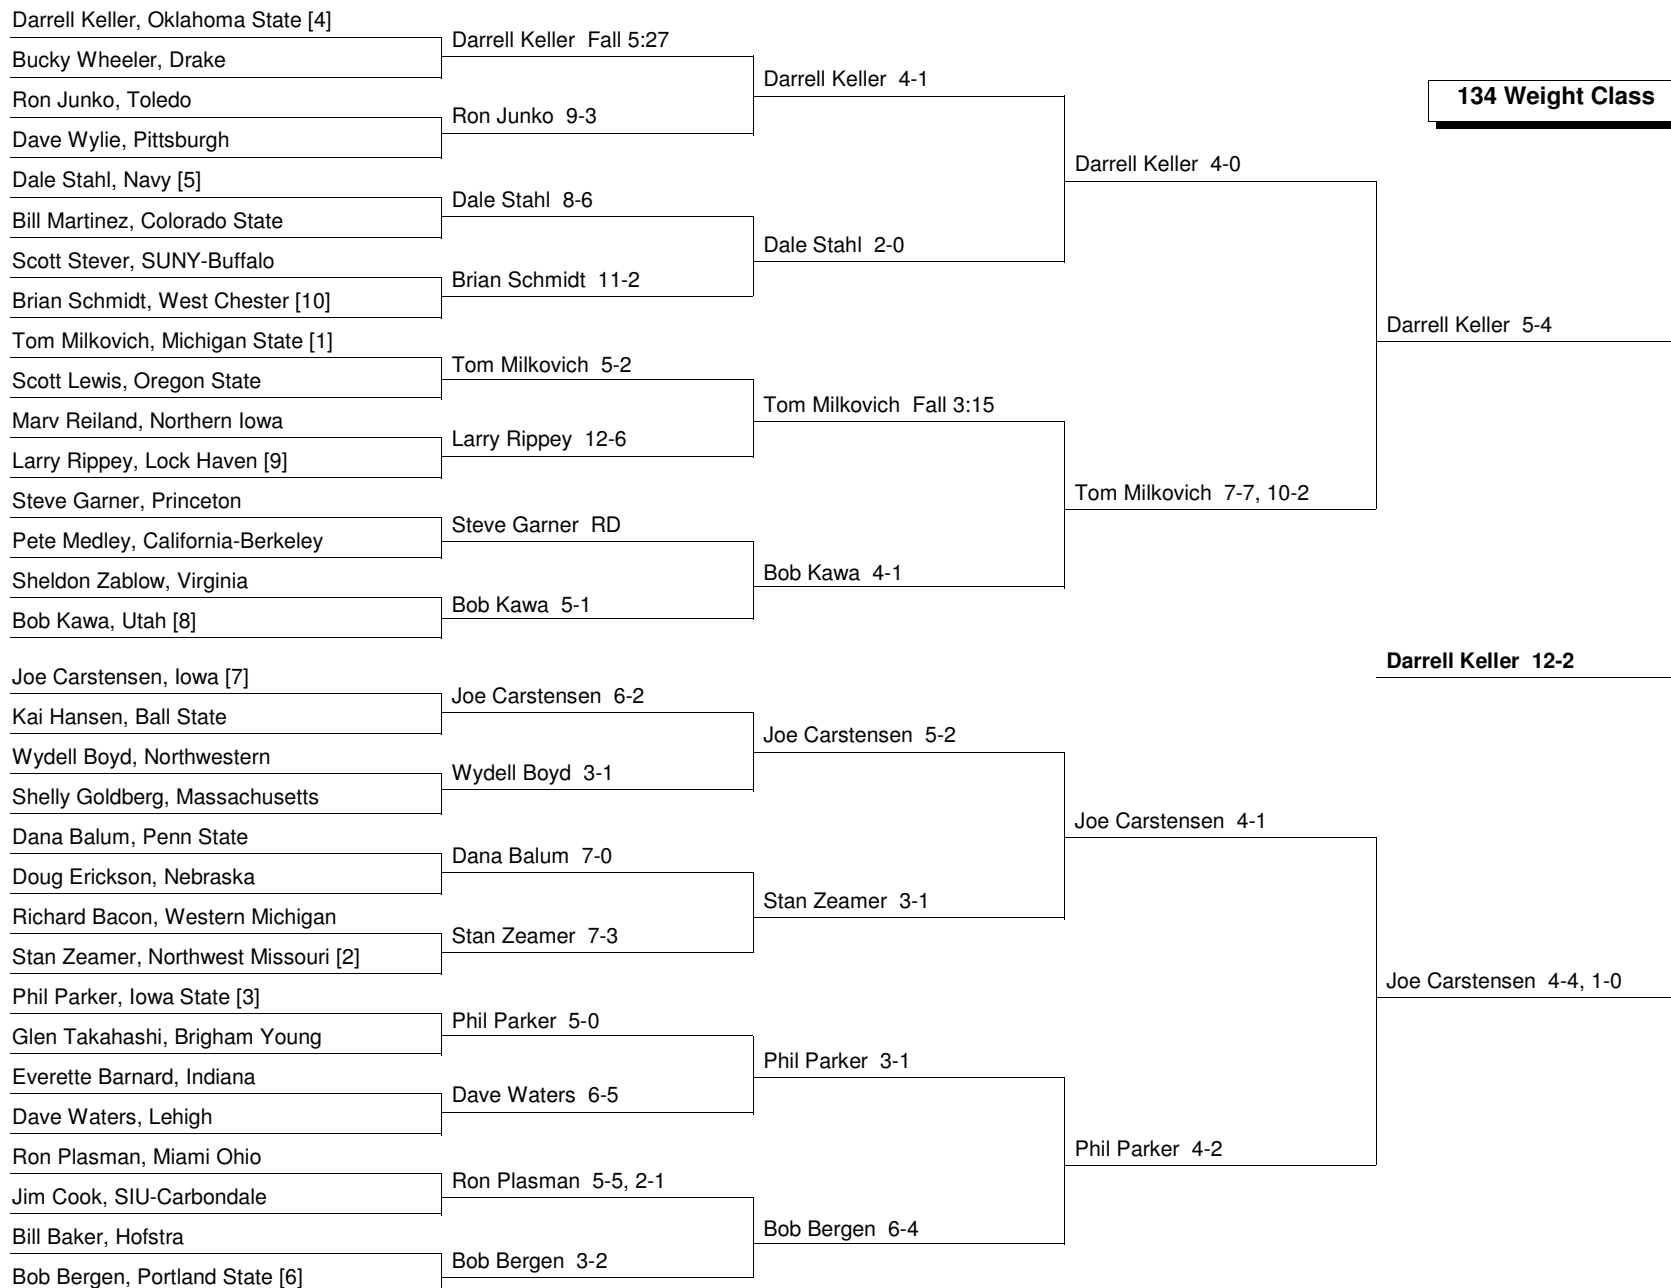 Darrell Keller, Oklahoma State [4]
Bucky Wheeler, Drake
Ron Junko, Toledo
Dave Wylie, Pittsburgh
Dale Stahl, Navy [5]
Bill Martinez, Colorado State
Scott Stever, SUNY-Buffalo
Brian Schmidt, West Chester [10]
Tom Milkovich, Michigan State [1]
Scott Lewis, Oregon State
Marv Reiland, Northern Iowa
Larry Rippey, Lock Haven [9]
Steve Garner, Princeton
Pete Medley, California-Berkeley
Sheldon Zablow, Virginia
Bob Kawa, Utah [8]
Joe Carstensen, Iowa [7]
Kai Hansen, Ball State
Wydell Boyd, Northwestern
Shelly Goldberg, Massachusetts
Dana Balum, Penn State
Doug Erickson, Nebraska
Richard Bacon, Western Michigan
Stan Zeamer, Northwest Missouri [2]
Phil Parker, Iowa State [3]
Glen Takahashi, Brigham Young
Everette Barnard, Indiana
Dave Waters, Lehigh
Ron Plasman, Miami Ohio
Jim Cook, SIU-Carbondale
Bill Baker, Hofstra
Bob Bergen, Portland State [6]
Darrell Keller Fall 5:27
Ron Junko 9-3
Dale Stahl 8-6
Brian Schmidt 11-2
Tom Milkovich 5-2
Larry Rippey 12-6
Steve Garner RD
Bob Kawa 5-1
Joe Carstensen 6-2
Wydell Boyd 3-1
Dana Balum 7-0
Stan Zeamer 7-3
Phil Parker 5-0
Dave Waters 6-5
Ron Plasman 5-5, 2-1
Bob Bergen 3-2
Darrell Keller 4-1
Dale Stahl 2-0
Tom Milkovich Fall 3:15
Bob Kawa 4-1
Joe Carstensen 5-2
Stan Zeamer 3-1
Phil Parker 3-1
Bob Bergen 6-4
Darrell Keller 4-0
Tom Milkovich 7-7, 10-2
Joe Carstensen 4-1
Phil Parker 4-2
134 Weight Class
Darrell Keller 5-4
Darrell Keller 12-2
Joe Carstensen 4-4, 1-0